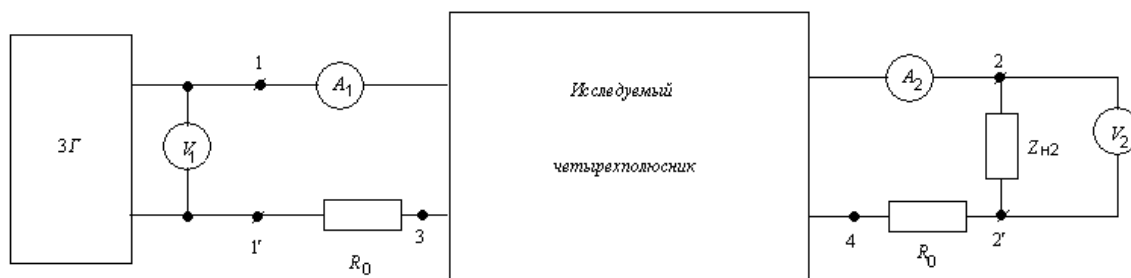 ЗГ
V1
1
A1
1'
R0
3
Исследуемый
четырехполюсник
A2
2
Zн2
V2
4
R0
2'